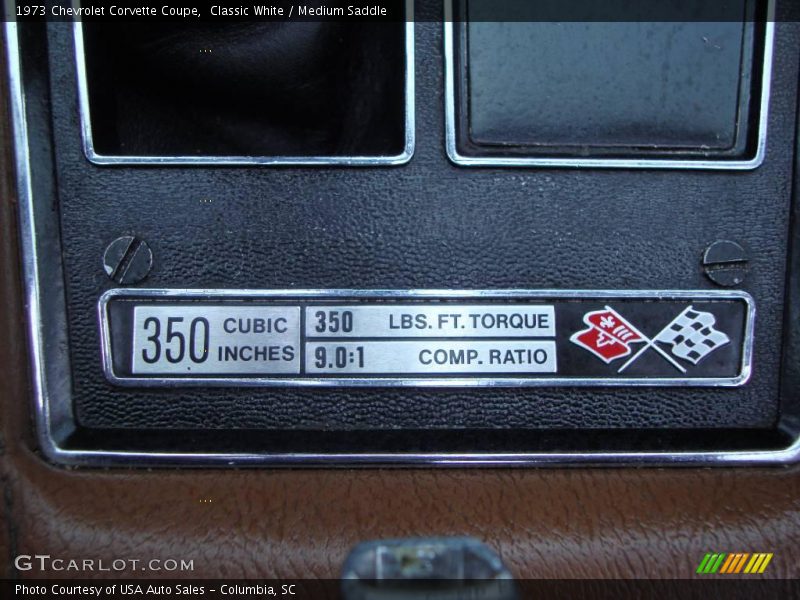 1973 Chevrolet Corvette Coupe,  Classic White / Medium Saddle
350 CUBIC INCHES
350 LBS. FT. TORQUE
9.0:1 COMP. RATIO
GTCARLOT.COM
Photo Courtesy of USA Auto Sales - Columbia, SC